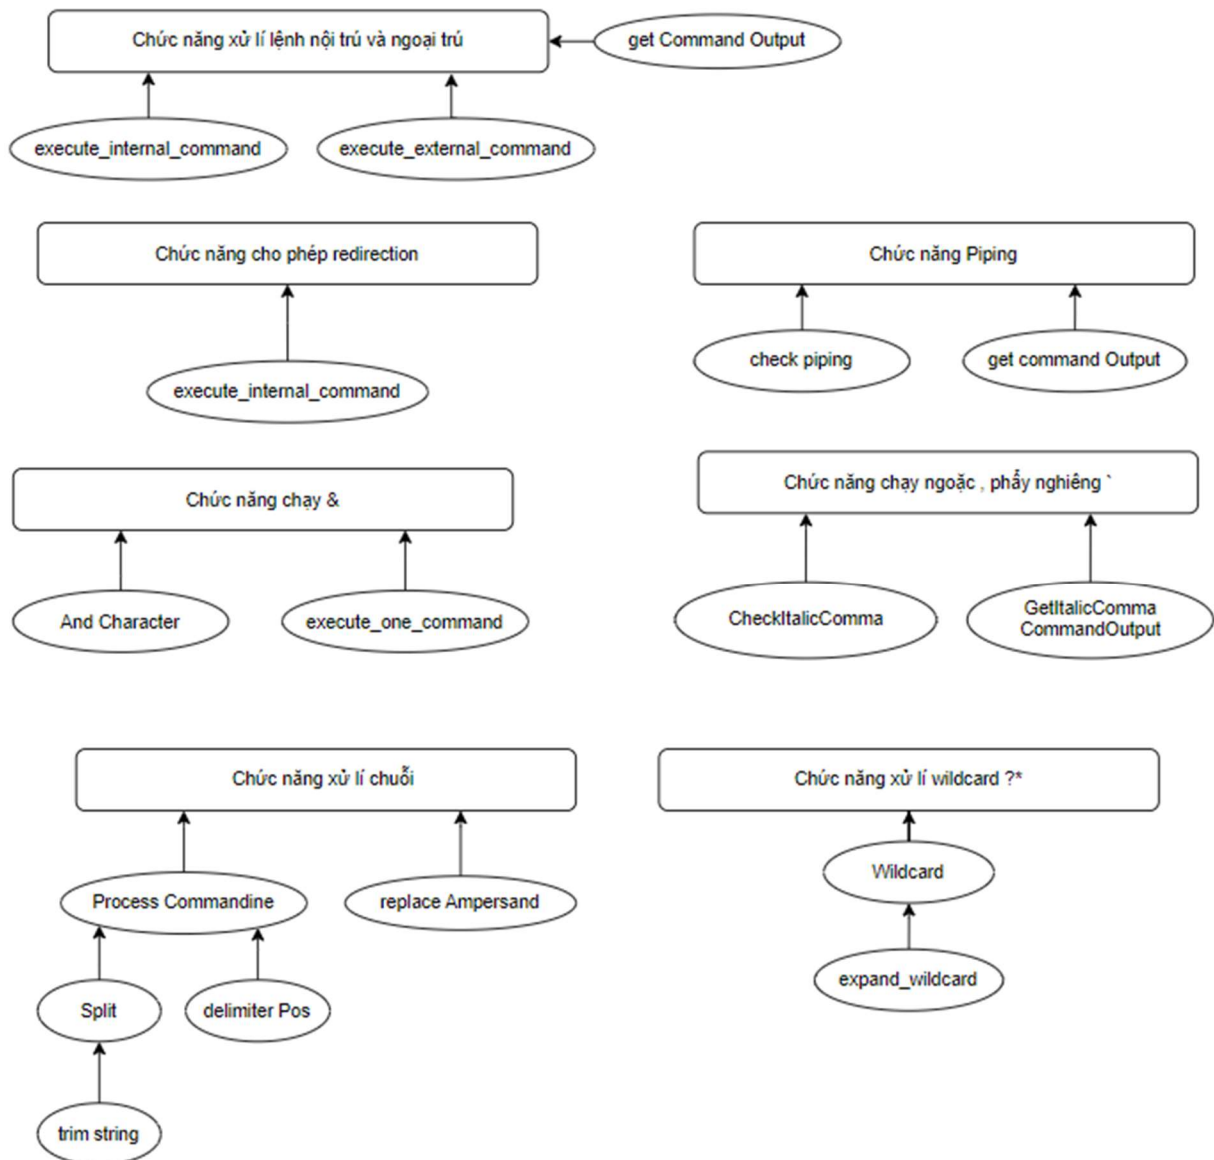 Chức năng xử lí lệnh nội trú và ngoại trú
get Command Output
execute_internal_command
execute_external_command
Chức năng cho phép redirection
Chức năng Piping
execute_internal_command
check piping
get command Output
Chức năng chạy &
Chức năng chạy ngoặc , phẩy nghiêng `
And Character
execute_one_command
CheckItalicComma
GetItalicComma
CommandOutput
Chức năng xử lí chuỗi
Chức năng xử lí wildcard ?*
Process Commandine
replace Ampersand
Wildcard
Split
delimiter Pos
expand_wildcard
trim string